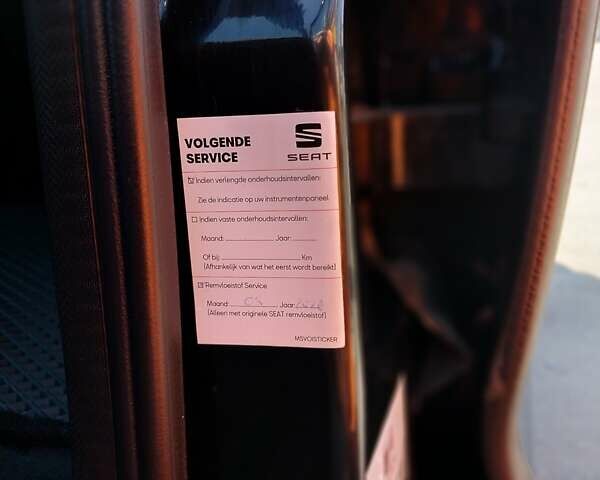 VOLGENDE
SERVICE
SEAT
Indien verlengde onderhoudsintervallen:
Zie de indicatie op uw instrumentenpaneel
Indien vaste onderhoudsintervallen:
Maand: Jaar:
Of bij: Km
(Afhankelijk van wat het eerst wordt bereikt)
Remvloeistof Service
Maand: Jaar:
(Alleen met originele SEAT remvloeistof)
MSVOISTICKER